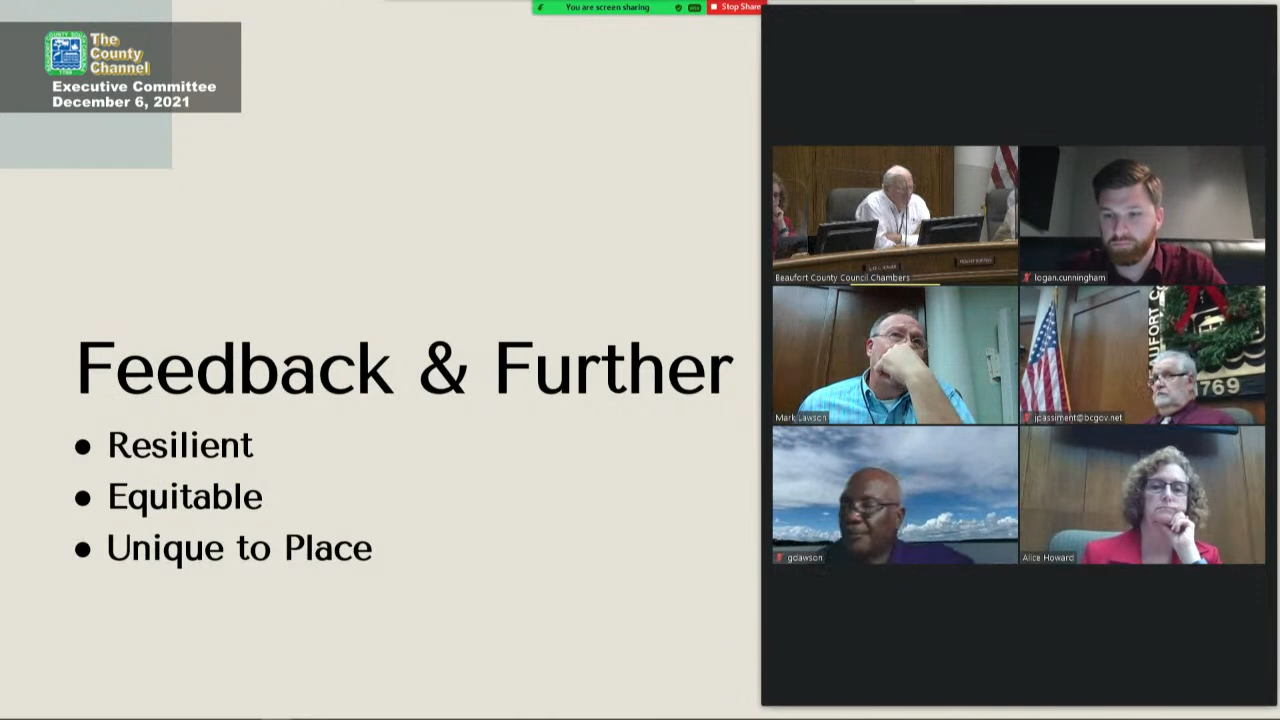 You are screen sharing
Stop Share
The
County
Channel
Executive Committee
December 6, 2021
Feedback & Further
• Resilient
• Equitable
• Unique to Place
Beaufort County Council Chambers
logan.cunningham
Mark Lawson
jpassiment@bcgov.net
1769
gdawson
Alice Howard